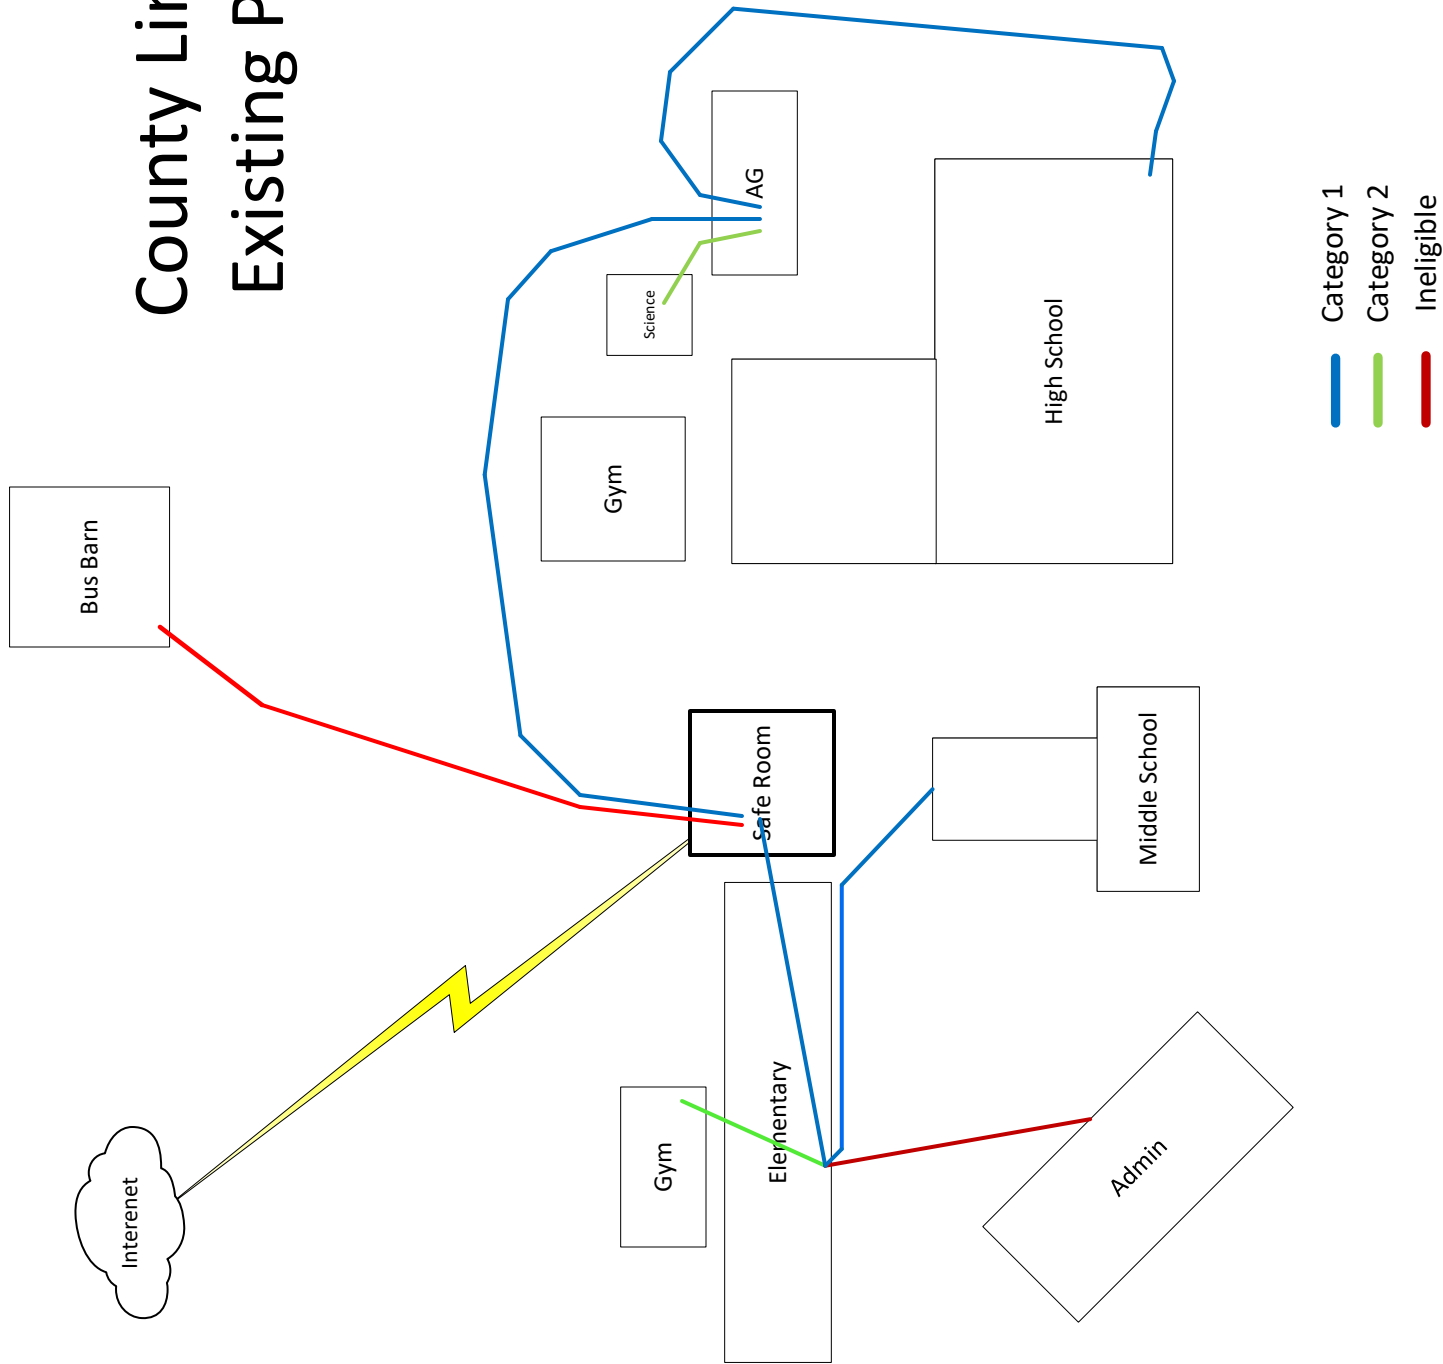 County
Existing
Interenet
Bus Barn
Gym
Gym
Science
AG
Elementary
Safe Room
High School
Admin
Middle School
Category 1
Category 2
Ineligible